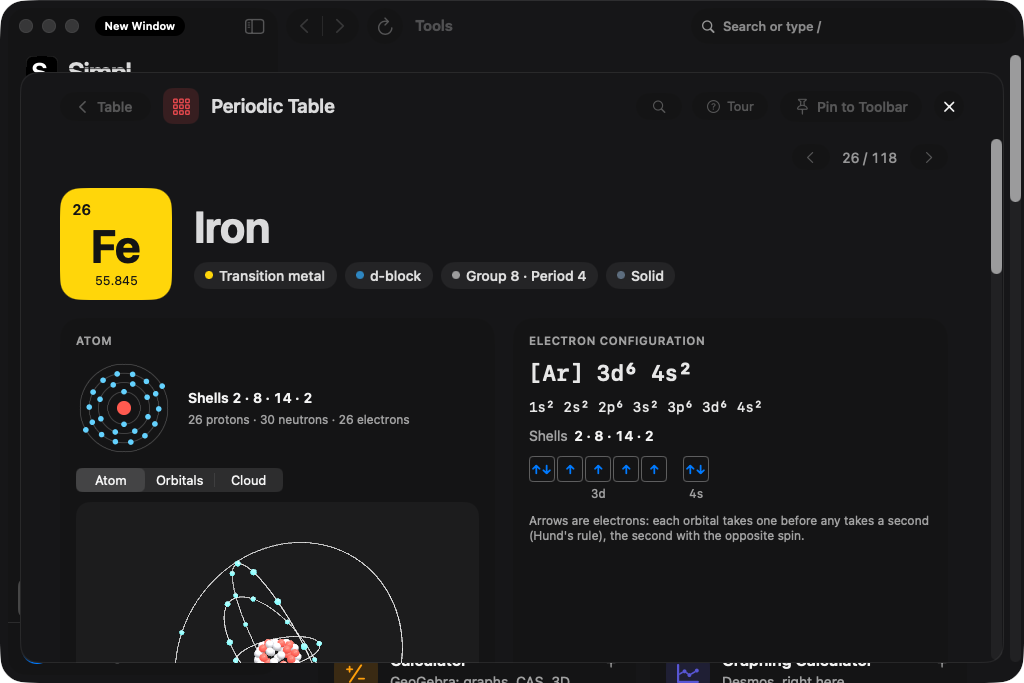 New Window
Tools
Search or type /
Simpl
Table
Periodic Table
Tour
Pin to Toolbar
26 / 118
26
Fe
55.845
Iron
Transition metal
d-block
Group 8 · Period 4
Solid
ATOM
Shells 2 · 8 · 14 · 2
26 protons · 30 neutrons · 26 electrons
Atom
Orbitals
Cloud
ELECTRON CONFIGURATION
[Ar] 3d⁶ 4s²
1s² 2s² 2p⁶ 3s² 3p⁶ 3d⁶ 4s²
Shells 2 · 8 · 14 · 2
3d
4s
Arrows are electrons: each orbital takes one before any takes a second
(Hund's rule), the second with the opposite spin.
Calculator
GeoGebra: graphs, CAS, 3D
Graphing Calculator
Desmos, right here